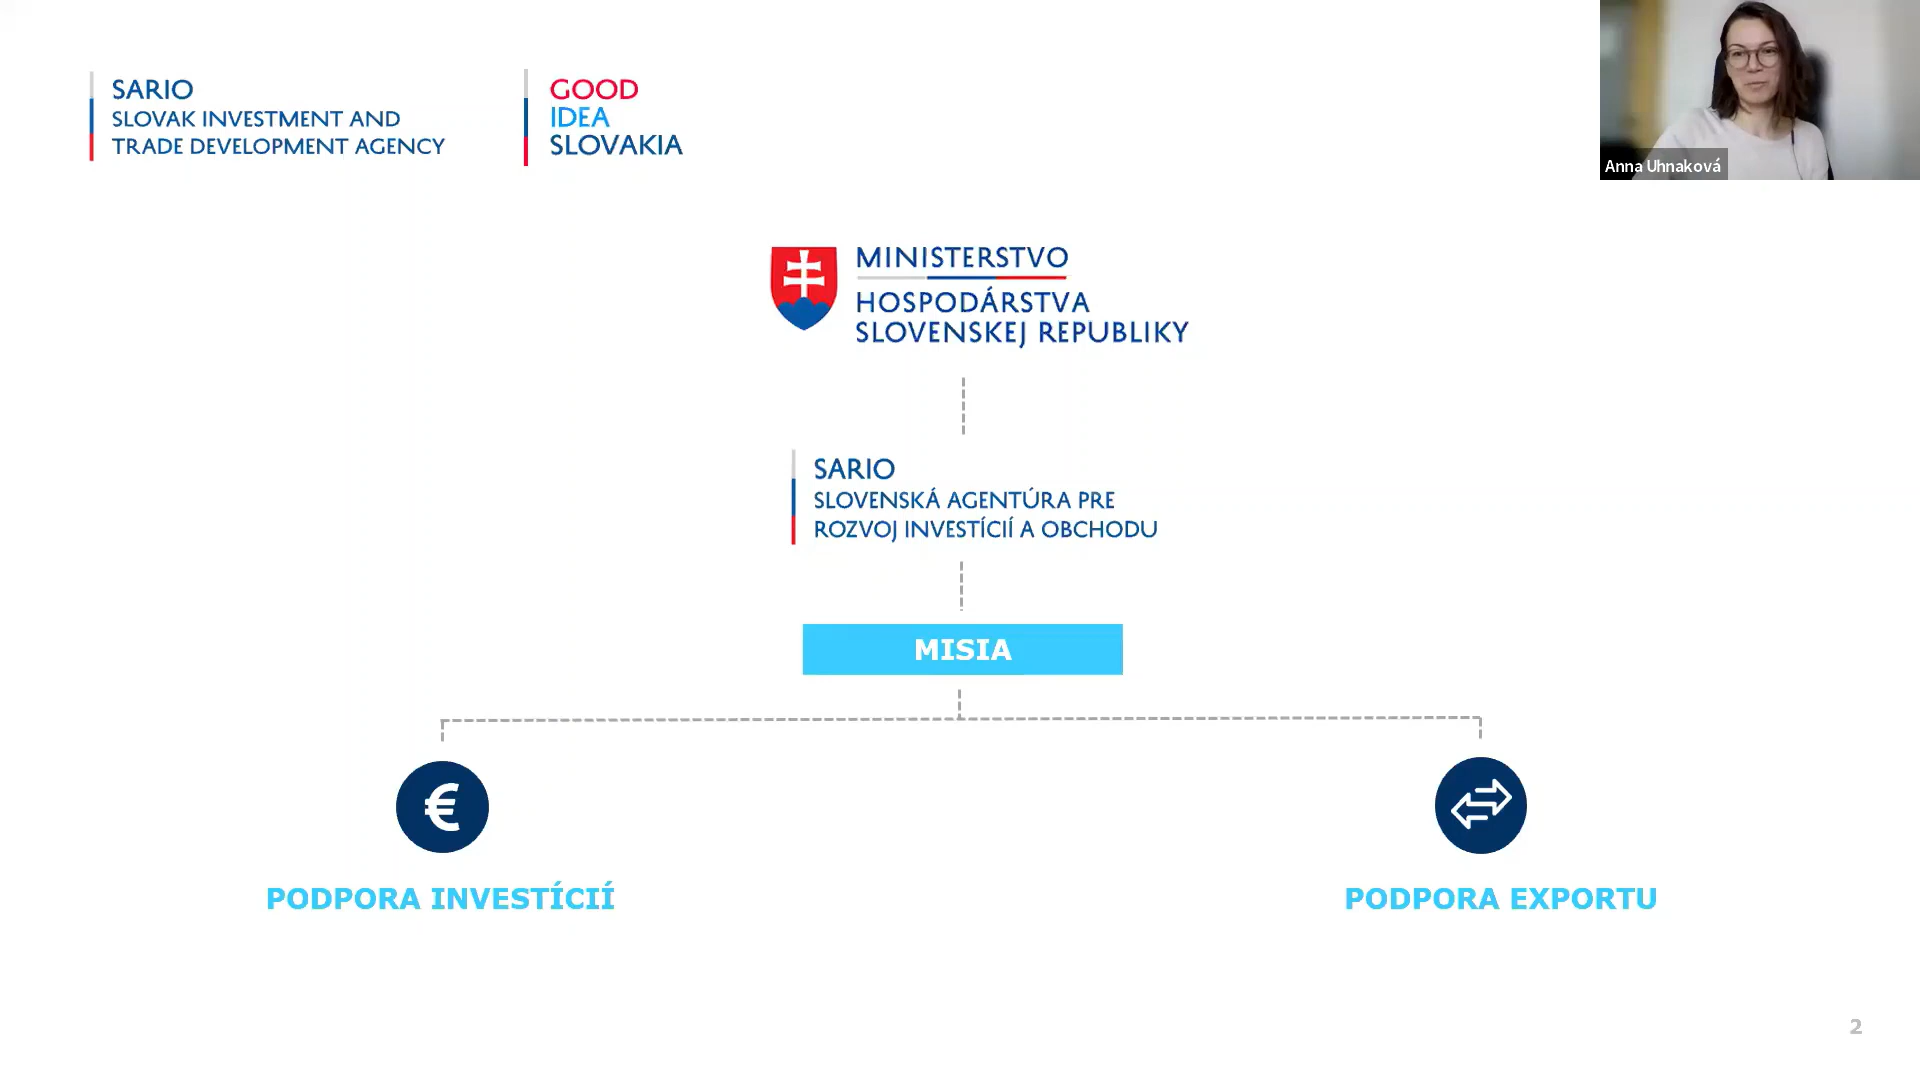 SARIO
SLOVAK INVESTMENT AND
TRADE DEVELOPMENT AGENCY
GOOD
IDEA
SLOVAKIA
Anna Uhnaková
MINISTERSTVO
HOSPODÁRSTVA
SLOVENSKEJ REPUBLIKY
SARIO
SLOVENSKÁ AGENTÚRA PRE
ROZVOJ INVESTÍCIÍ A OBCHODU
MISIA
€
PODPORA INVESTÍCIÍ
PODPORA EXPORTU
2